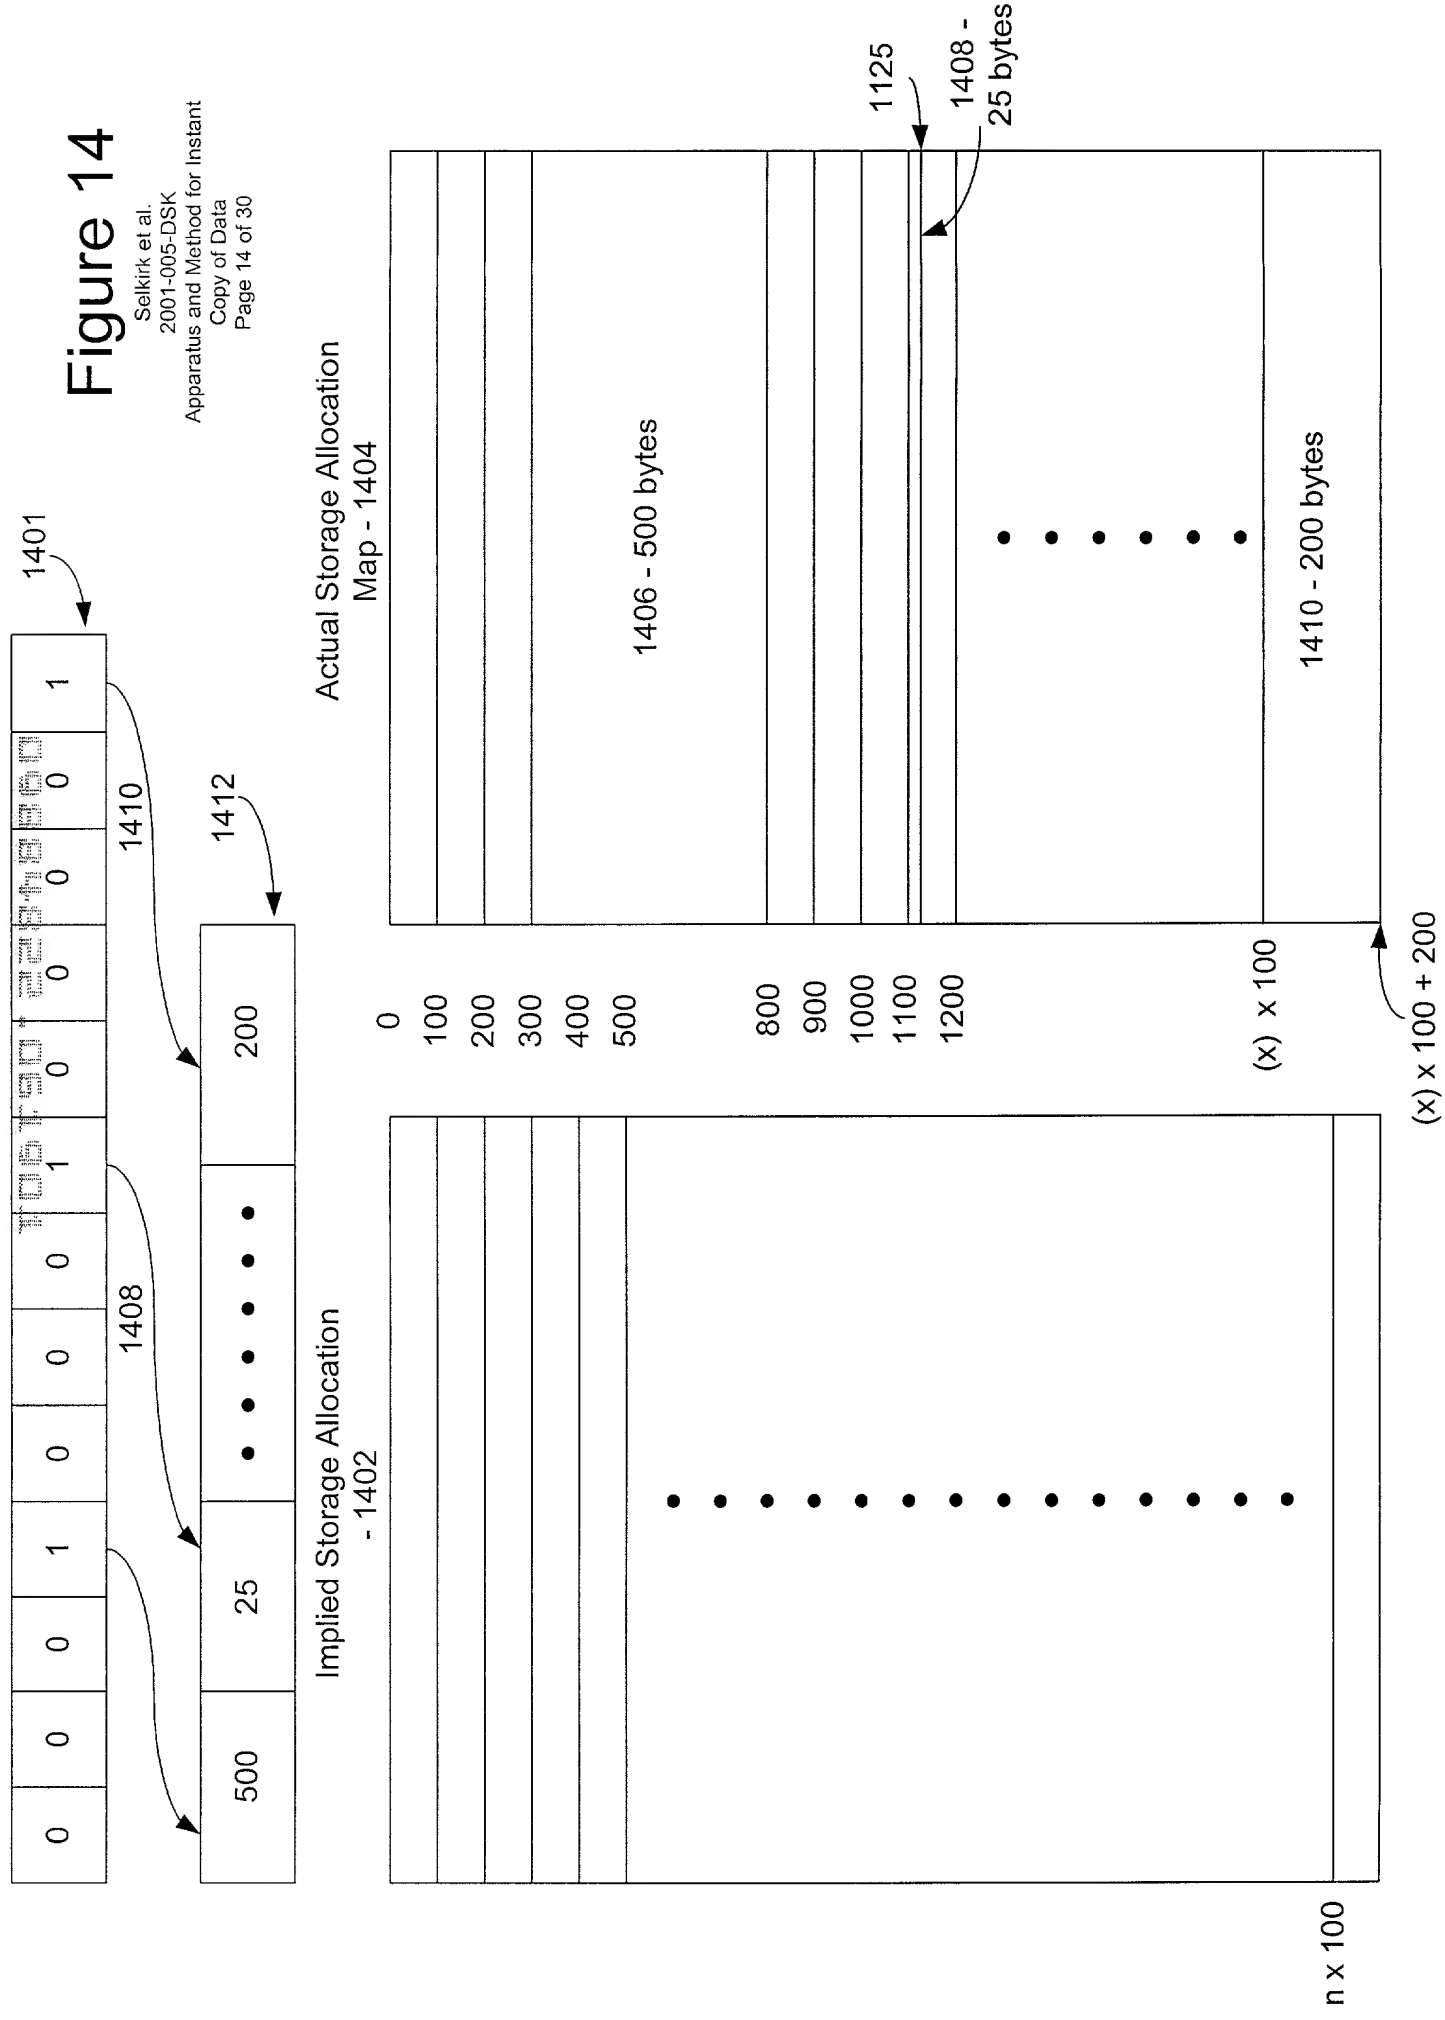 1401
0 0 0 1 0 0 0 1 0 0 0 0 1
Figure 14
Selkirk et al.
2001-005-DSK
Apparatus and Method for Instant
Copy of Data
Page 14 of 30
1408
1410
1412
500 25 200
Implied Storage Allocation
- 1402
Actual Storage Allocation
Map - 1404
0
100
200
300
400
500
800
900
1000
1100
1200
(x) x 100
(x) x 100 + 200
n x 100
1406 - 500 bytes
1125
1408 -
25 bytes
1410 - 200 bytes